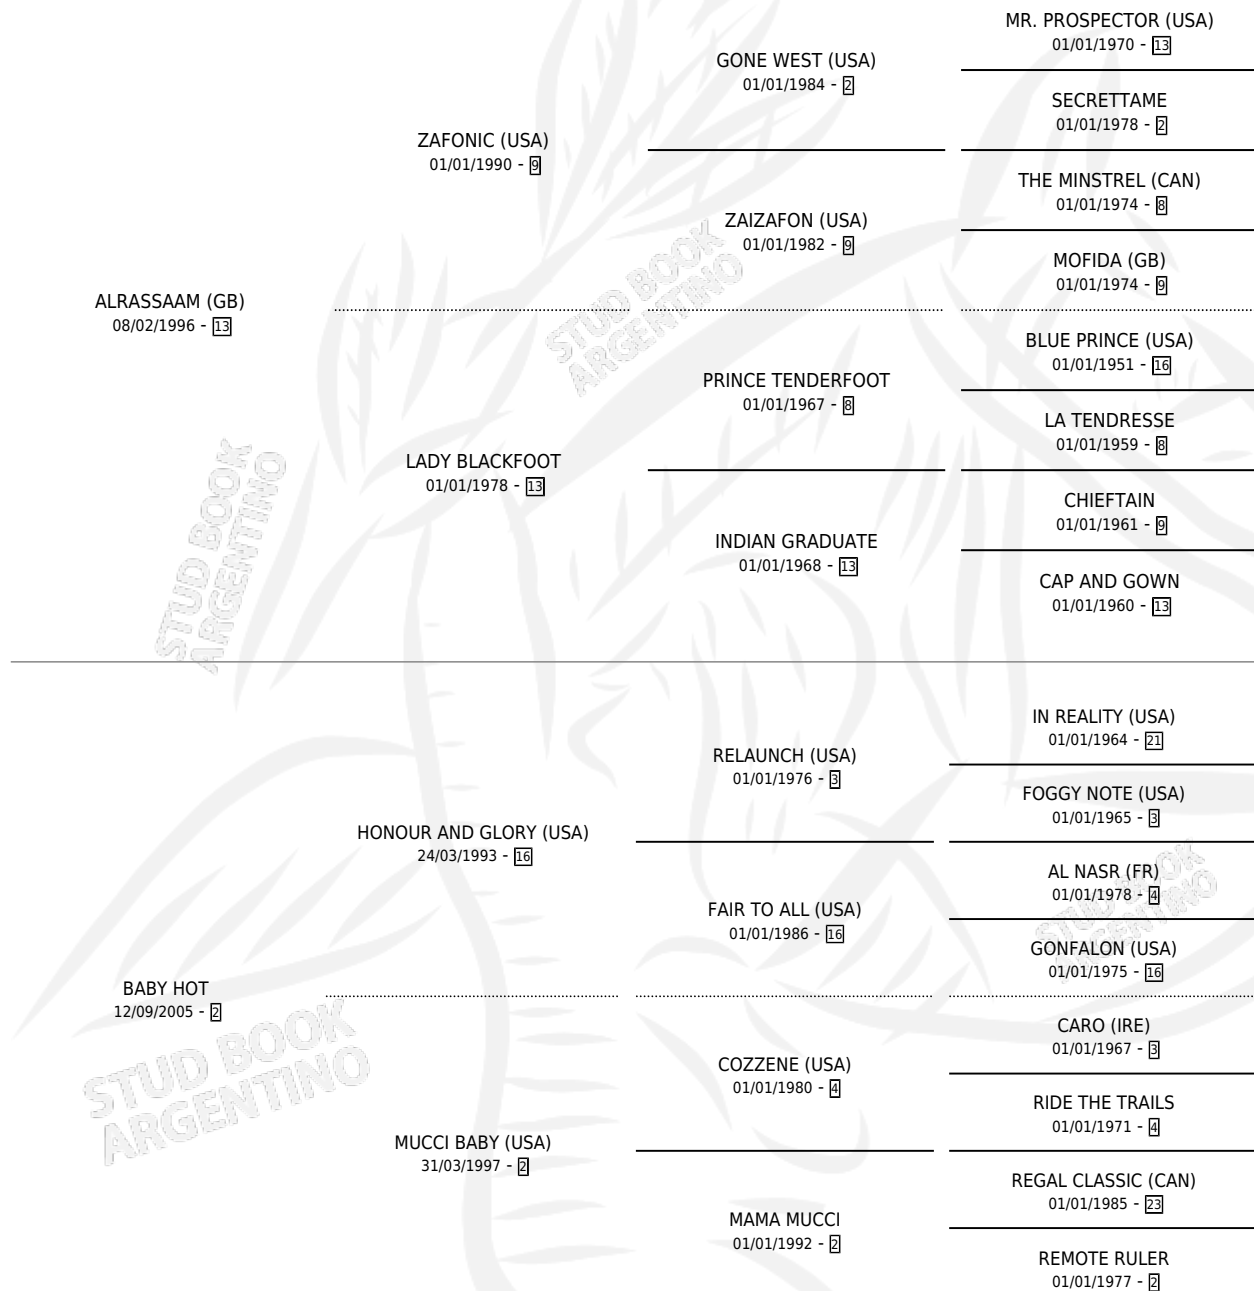 MR. PROSPECTOR (USA)
01/01/1970 - 13
GONE WEST (USA)
01/01/1984 - 2
SECRETTAME
01/01/1978 - 2
ZAFONIC (USA)
01/01/1990 - 9
THE MINSTREL (CAN)
01/01/1974 - 8
ZAIZAFON (USA)
01/01/1982 - 9
MOFIDA (GB)
01/01/1974 - 9
ALRASSAAM (GB)
08/02/1996 - 13
STUD BOOK
ARGENTINO
BLUE PRINCE (USA)
01/01/1951 - 16
PRINCE TENDERFOOT
01/01/1967 - 8
LA TENDRESSE
01/01/1959 - 8
LADY BLACKFOOT
01/01/1978 - 13
CHIEFTAIN
01/01/1961 - 9
INDIAN GRADUATE
01/01/1968 - 13
CAP AND GOWN
01/01/1960 - 13
STUD BOOK
ARGENTINO
IN REALITY (USA)
01/01/1964 - 21
RELAUNCH (USA)
01/01/1976 - 3
FOGGY NOTE (USA)
01/01/1965 - 3
HONOUR AND GLORY (USA)
24/03/1993 - 16
AL NASR (FR)
01/01/1978 - 4
FAIR TO ALL (USA)
01/01/1986 - 16
STUD BOOK
ARGENTINO
GONFALON (USA)
01/01/1975 - 16
BABY HOT
12/09/2005 - 2
CARO (IRE)
01/01/1967 - 3
STUD BOOK
ARGENTINO
COZZENE (USA)
01/01/1980 - 4
RIDE THE TRAILS
01/01/1971 - 4
MUCCI BABY (USA)
31/03/1997 - 2
REGAL CLASSIC (CAN)
01/01/1985 - 23
MAMA MUCCI
01/01/1992 - 2
REMOTE RULER
01/01/1977 - 2